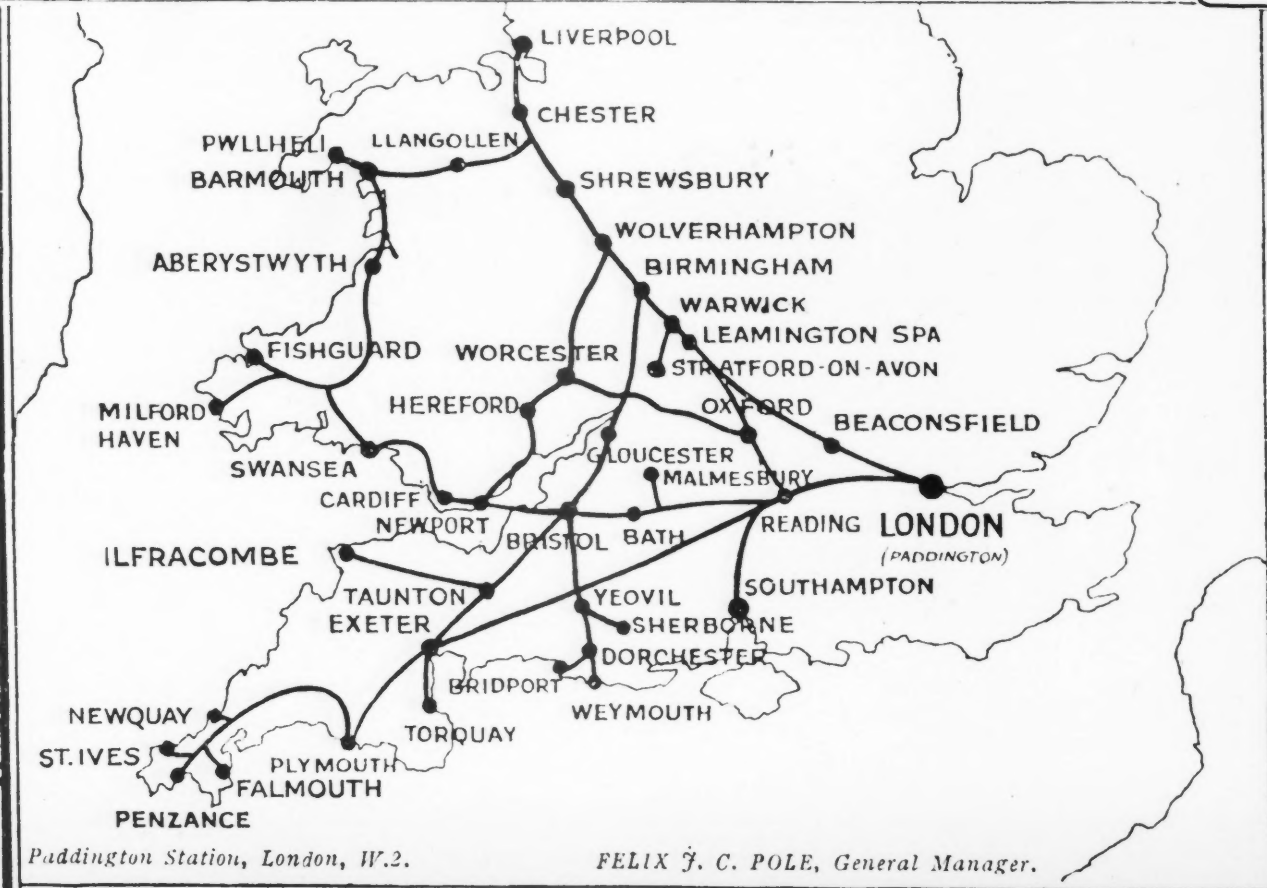 LIVERPOOL
CHESTER
PWLLHELI
LLANGOLLEN
BARMOUTH
SHREWSBURY
WOLVERHAMPTON
ABERYSTWYTH
BIRMINGHAM
WARWICK
LEAMINGTON SPA
FISHGUARD
WORCESTER
STRATFORD-ON-AVON
MILFORD
HAVEN
HEREFORD
OXFORD
BEACONSFIELD
SWANSEA
GLOUCESTER
MALMESBURY
CARDIFF
NEWPORT
BRISTOL
BATH
READING
LONDON
(PADDINGTON)
ILFRACOMBE
TAUNTON
YEOVIL
SOUTHAMPTON
EXETER
SHERBORNE
DORCHESTER
BRIDPORT
WEYMOUTH
NEWQUAY
TORQUAY
ST. IVES
PLYMOUTH
FALMOUTH
PENZANCE
Paddington Station, London, W.2.
FELIX J. C. POLE, General Manager.